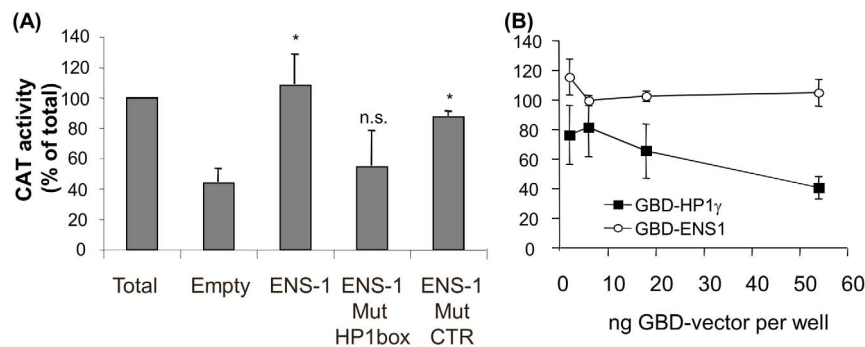 (A)
CAT activity
(% of total)
140
120
100
80
60
40
20
0
*
n.s.
*
Total
Empty
ENS-1
ENS-1
Mut
HP1box
ENS-1
Mut
CTR
(B)
140
120
100
80
60
40
20
0
GBD-HP1γ
GBD-ENS1
0 10 20 30 40 50 60
ng GBD-vector per well